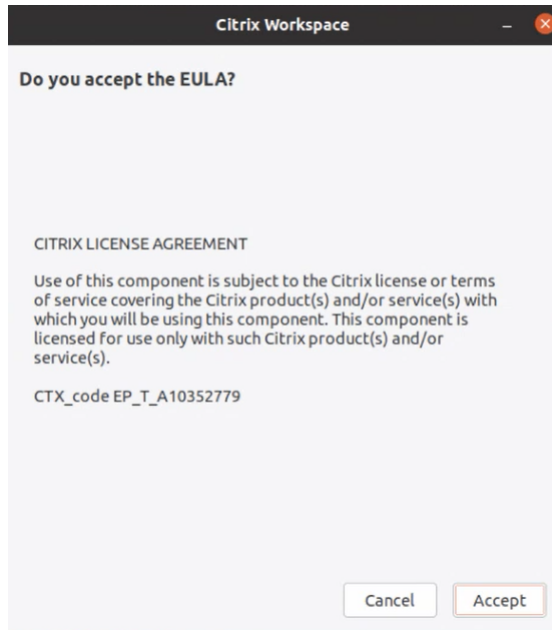 Citrix Workspace
Do you accept the EULA?
CITRIX LICENSE AGREEMENT
Use of this component is subject to the Citrix license or terms
of service covering the Citrix product(s) and/or service(s) with
which you will be using this component. This component is
licensed for use only with such Citrix product(s) and/or
service(s).
CTX_code EP_T_A10352779
Cancel Accept